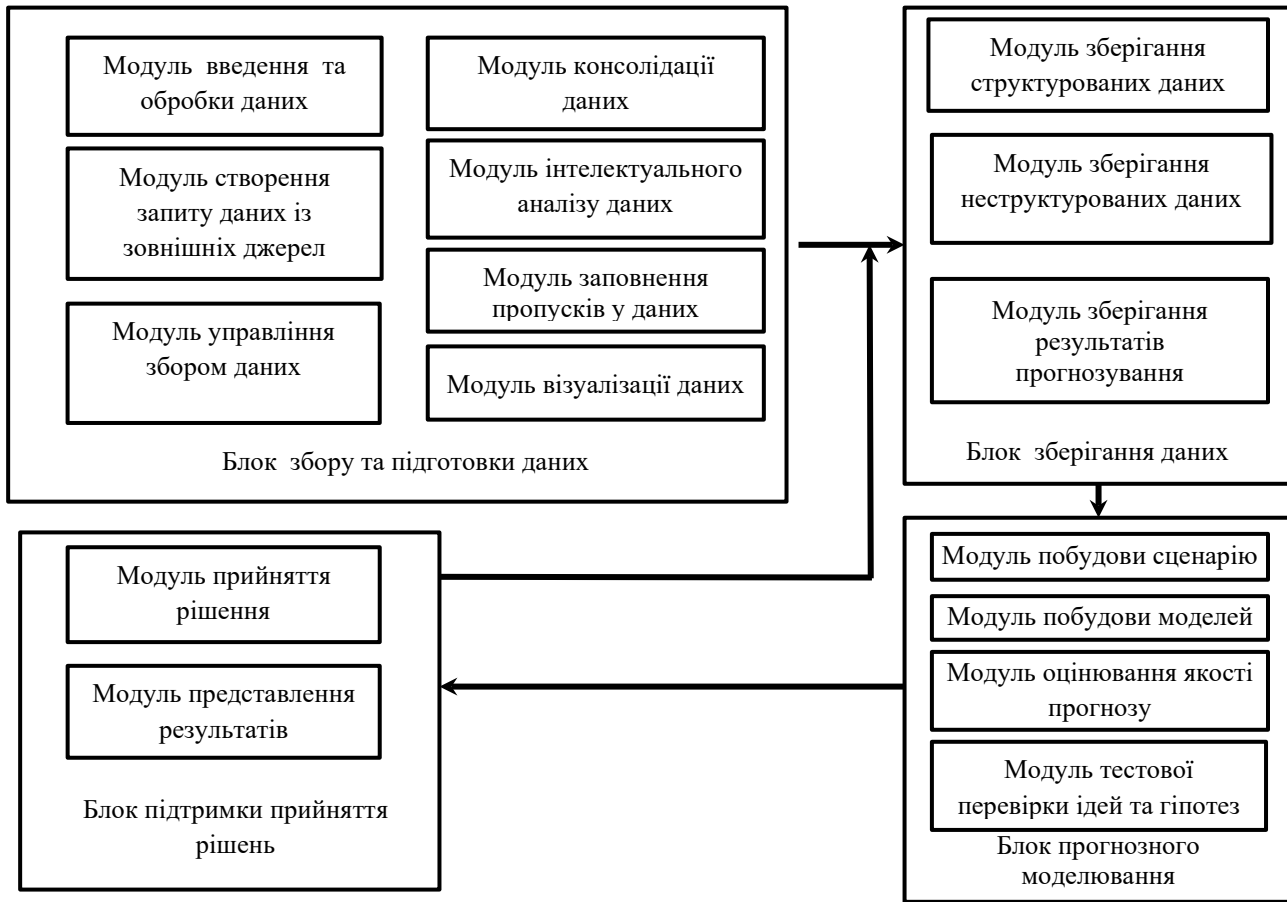 Модуль введення та
обробки даних
Модуль створення
запиту даних із
зовнішніх джерел
Модуль управління
збором даних
Модуль консолідації
даних
Модуль інтелектуального
аналізу даних
Модуль заповнення
пропусків у даних
Модуль візуалізації даних
Блок збору та підготовки даних
Модуль зберігання
структурованих даних
Модуль зберігання
неструктурованих даних
Модуль зберігання
результатів
прогнозування
Блок зберігання даних
Модуль прийняття
рішення
Модуль представлення
результатів
Блок підтримки прийняття
рішень
Модуль побудови сценарію
Модуль побудови моделей
Модуль оцінювання якості
прогнозу
Модуль тестової
перевірки ідей та гіпотез
Блок прогнозного
моделювання